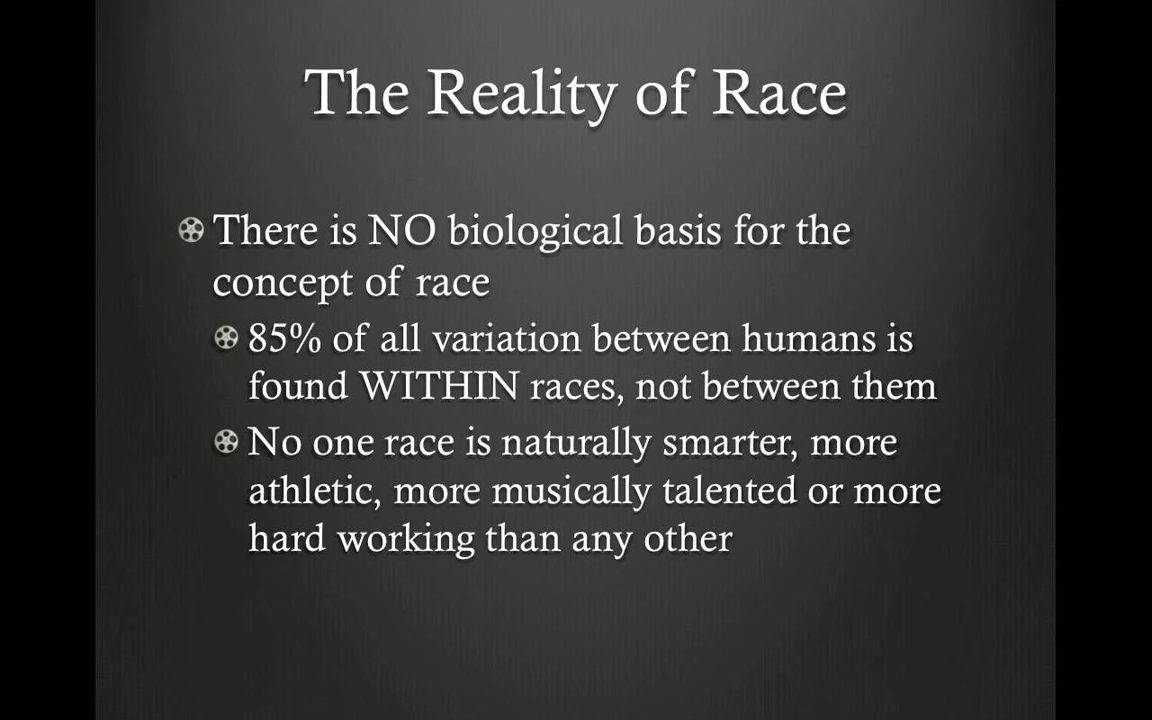 The Reality of Race
There is NO biological basis for the
concept of race
85% of all variation between humans is
found WITHIN races, not between them
No one race is naturally smarter, more
athletic, more musically talented or more
hard working than any other